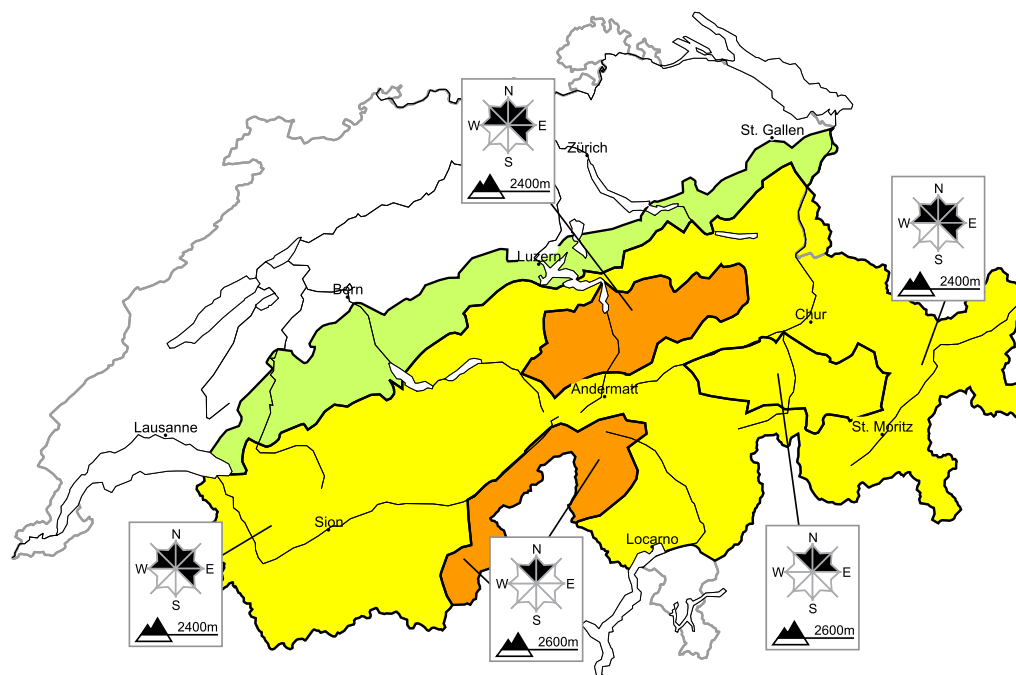 N
W E
S
2400m
Zürich
St. Gallen
N
W E
S
2400m
Luzern
Bern
Chur
Andermatt
Lausanne
St. Moritz
Sion
N
W E
S
2400m
Locarno
N
W E
S
2600m
N
W E
S
2600m